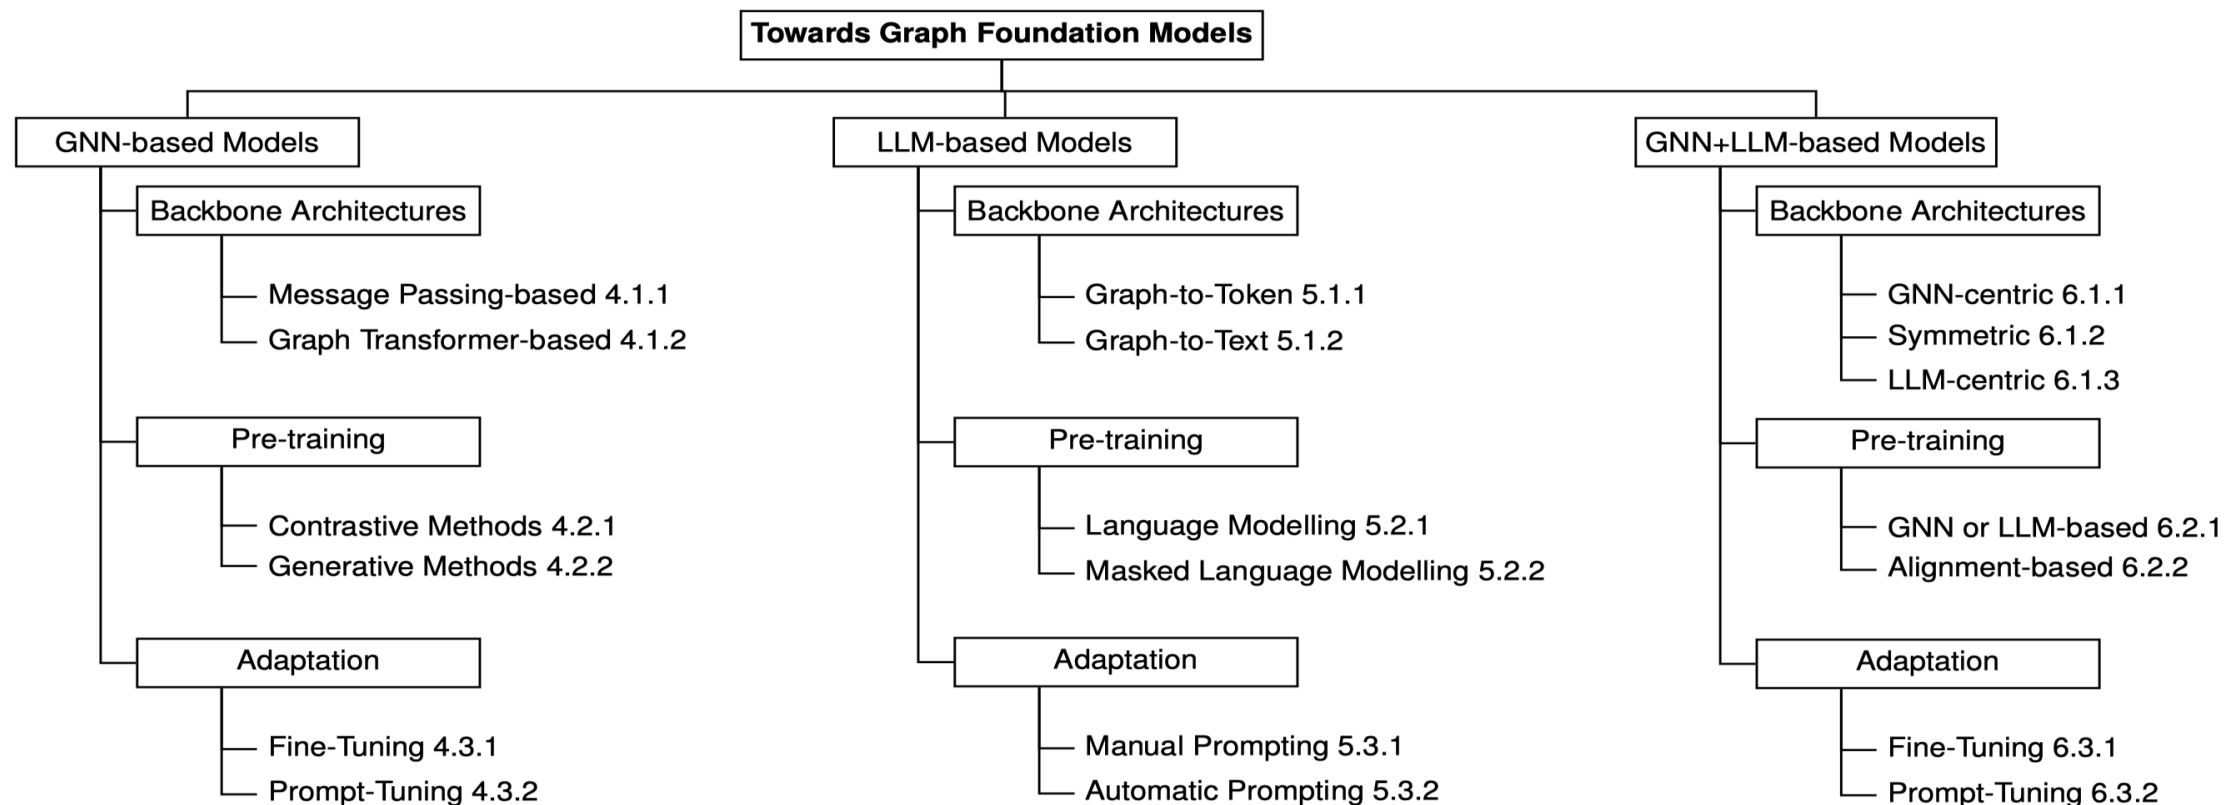 Towards Graph Foundation Models
GNN-based Models
Backbone Architectures
Message Passing-based 4.1.1
Graph Transformer-based 4.1.2
Pre-training
Contrastive Methods 4.2.1
Generative Methods 4.2.2
Adaptation
Fine-Tuning 4.3.1
Prompt-Tuning 4.3.2
LLM-based Models
Backbone Architectures
Graph-to-Token 5.1.1
Graph-to-Text 5.1.2
Pre-training
Language Modelling 5.2.1
Masked Language Modelling 5.2.2
Adaptation
Manual Prompting 5.3.1
Automatic Prompting 5.3.2
GNN+LLM-based Models
Backbone Architectures
GNN-centric 6.1.1
Symmetric 6.1.2
LLM-centric 6.1.3
Pre-training
GNN or LLM-based 6.2.1
Alignment-based 6.2.2
Adaptation
Fine-Tuning 6.3.1
Prompt-Tuning 6.3.2